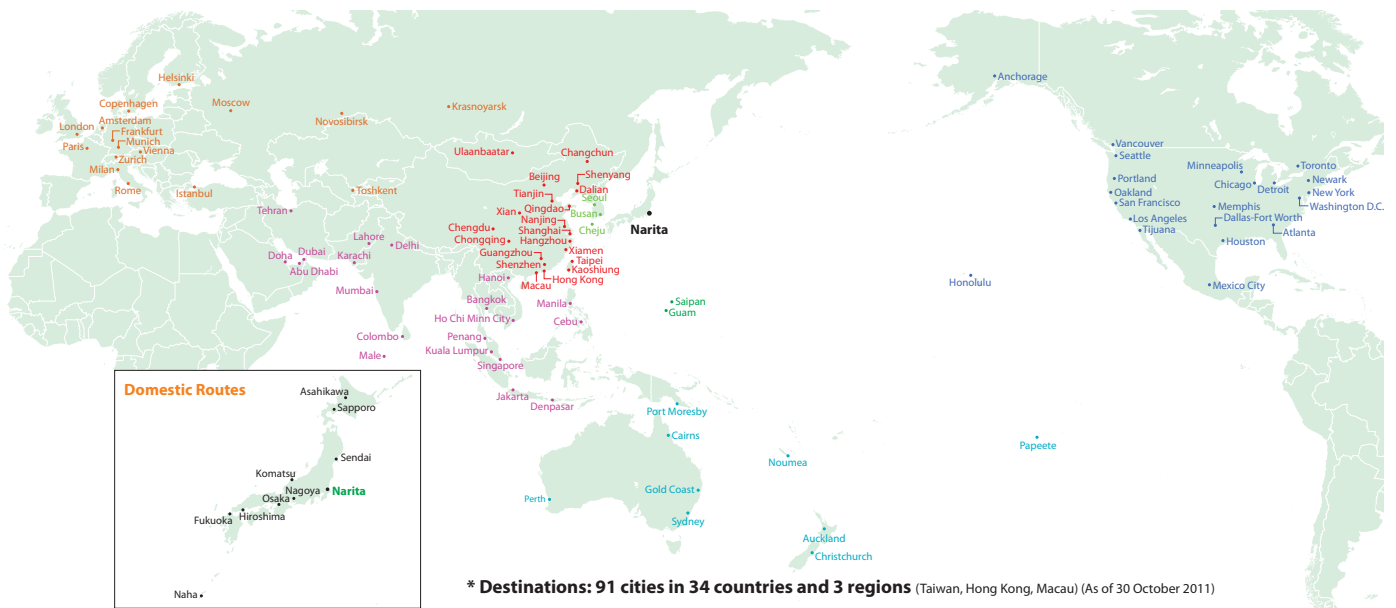 Helsinki
Copenhagen
Moscow
Amsterdam
London
Frankfurt
Munich
Paris
Vienna
Zurich
Milan
Rome
Istanbul
Novosibirsk
Krasnoyarsk
Toshkent
Tehran
Lahore
Delhi
Dubai
Doha
Karachi
Abu Dhabi
Mumbai
Colombo
Male
Ulaanbaatar
Changchun
Beijing
Shenyang
Tianjin
Dalian
Seoul
Xian
Qingdao
Busan
Nanjing
Chengdu
Shanghai
Cheju
Chongqing
Hangzhou
Guangzhou
Xiamen
Taipei
Shenzhen
Kaoshiung
Hong Kong
Macau
Narita
Hanoi
Bangkok
Manila
Ho Chi Minn City
Cebu
Penang
Kuala Lumpur
Singapore
Jakarta
Denpasar
Saipan
Guam
Port Moresby
Cairns
Noumea
Papeete
Gold Coast
Perth
Sydney
Auckland
Christchurch
Anchorage
Vancouver
Seattle
Portland
Oakland
San Francisco
Los Angeles
Tijuana
Honolulu
Minneapolis
Toronto
Chicago
Detroit
Newark
New York
Memphis
Washington D.C.
Dallas-Fort Worth
Atlanta
Houston
Mexico City
Domestic Routes
Asahikawa
Sapporo
Sendai
Komatsu
Nagoya
Narita
Osaka
Fukuoka
Hiroshima
Naha
* Destinations: 91 cities in 34 countries and 3 regions (Taiwan, Hong Kong, Macau) (As of 30 October 2011)